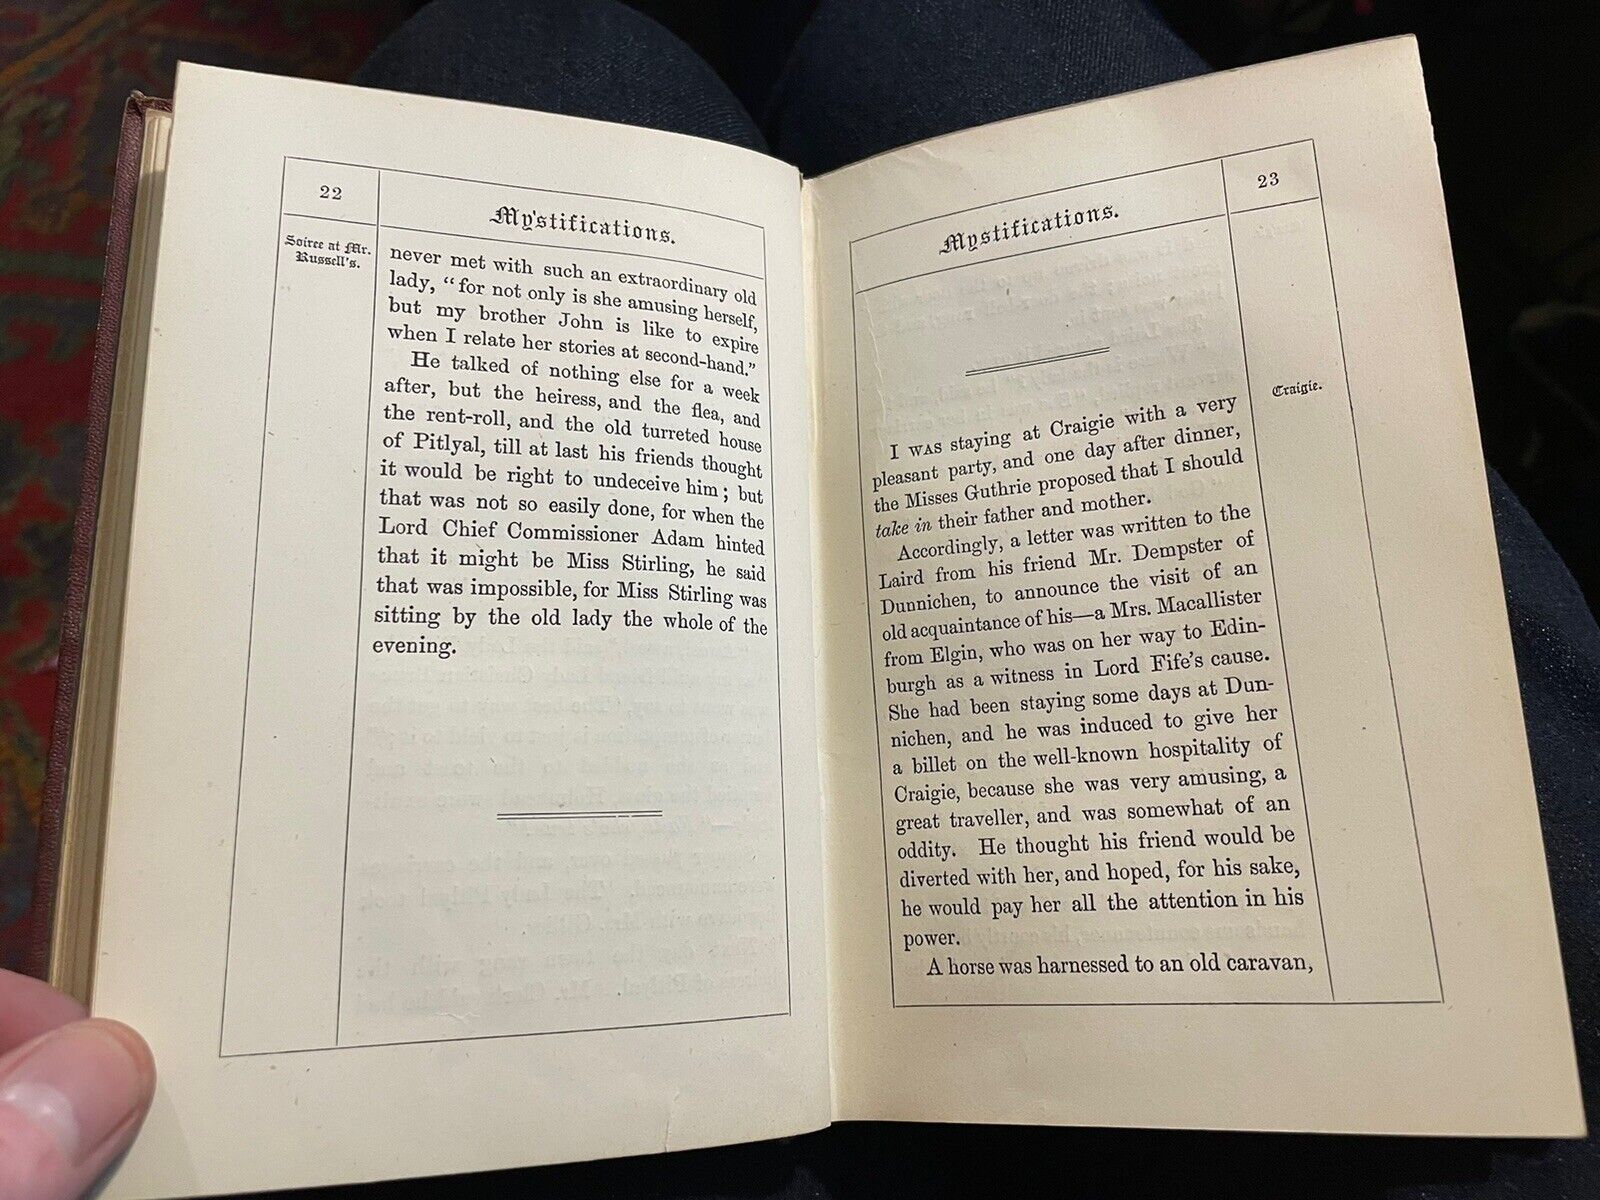 22
Mystifications.
Soiree at Mr.
Russell's.
never met with such an extraordinary old
lady, “for not only is she amusing herself,
but my brother John is like to expire
when I relate her stories at second-hand.”
He talked of nothing else for a week
after, but the heiress, and the flea, and
the rent-roll, and the old turreted house
of Pitlyal, till at last his friends thought
it would be right to undeceive him; but
that was not so easily done, for when the
Lord Chief Commissioner Adam hinted
that it might be Miss Stirling, he said
that was impossible, for Miss Stirling was
sitting by the old lady the whole of the
evening.
Mystifications.
23
Craigie.
I WAS staying at Craigie with a very
pleasant party, and one day after dinner,
the Misses Guthrie proposed that I should
take in their father and mother.
Accordingly, a letter was written to the
Laird from his friend Mr. Dempster of
Dunnichen, to announce the visit of an
old acquaintance of his—a Mrs. Macallister
from Elgin, who was on her way to Edin-
burgh as a witness in Lord Fife's cause.
She had been staying some days at Dun-
nichen, and he was induced to give her
a billet on the well-known hospitality of
Craigie, because she was very amusing, a
great traveller, and was somewhat of an
oddity. He thought his friend would be
diverted with her, and hoped, for his sake,
he would pay her all the attention in his
power.
A horse was harnessed to an old caravan,